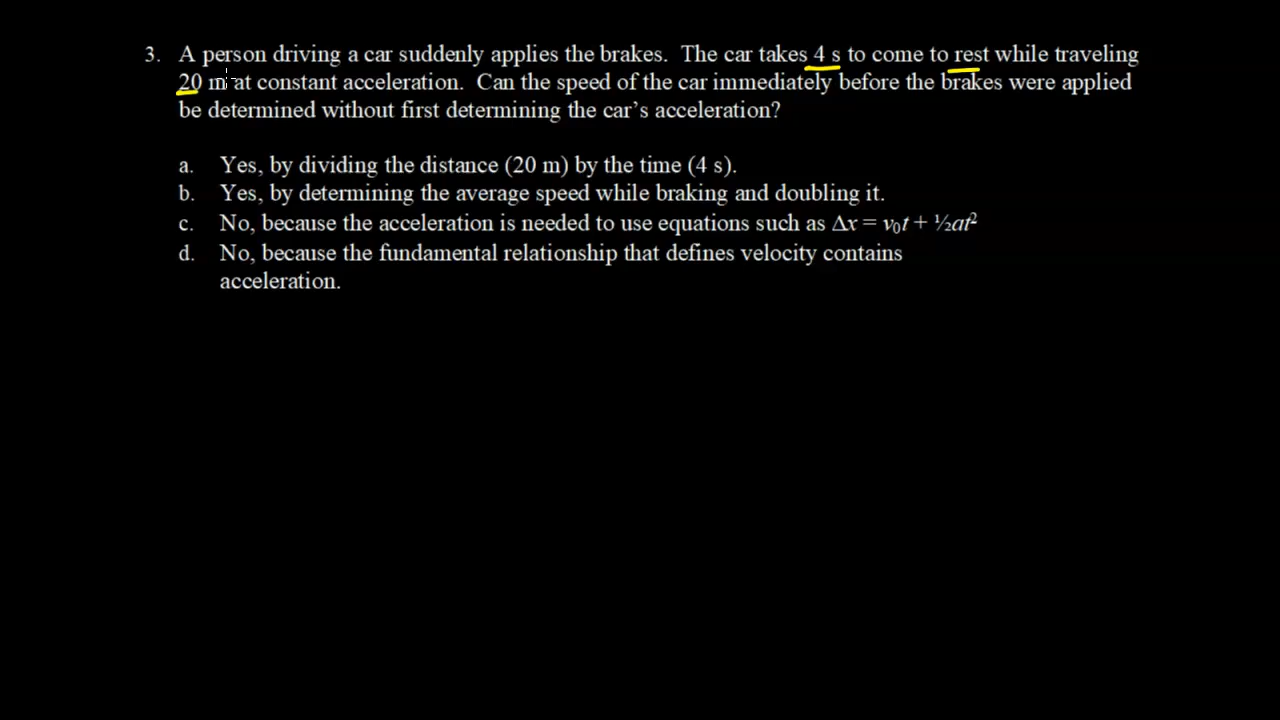 3. A person driving a car suddenly applies the brakes. The car takes 4 s to come to rest while traveling
20 m at constant acceleration. Can the speed of the car immediately before the brakes were applied
be determined without first determining the car's acceleration?
a. Yes, by dividing the distance (20 m) by the time (4 s).
b. Yes, by determining the average speed while braking and doubling it.
c. No, because the acceleration is needed to use equations such as Δx = v₀t + ½at²
d. No, because the fundamental relationship that defines velocity contains
acceleration.